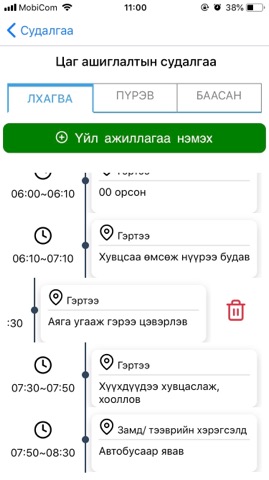 MobiCom 11:00 38%
Судалгаа
Цаг ашиглалтын судалгаа
ЛХАГВА ПҮРЭВ БААСАН
Үйл ажиллагаа нэмэх
06:00~06:10
00 орсон
Гэртээ
06:10~07:10
Хувцсаа өмсөж нүүрээ будав
Гэртээ
:30
Аяга угааж гэрээ цэвэрлэв
Гэртээ
07:30~07:50
Хүүхдүүдээ хувцаслаж,
хооллов
Замд/ тээврийн хэрэгсэлд
07:50~08:30
Автобусаар явав